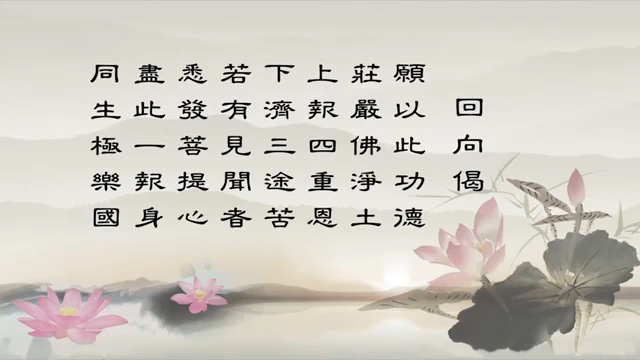 回向偈
願以此功德
莊嚴佛淨土
上報四重恩
下濟三途苦
若有見聞者
悉發菩提心
盡此一報身
同生極樂國